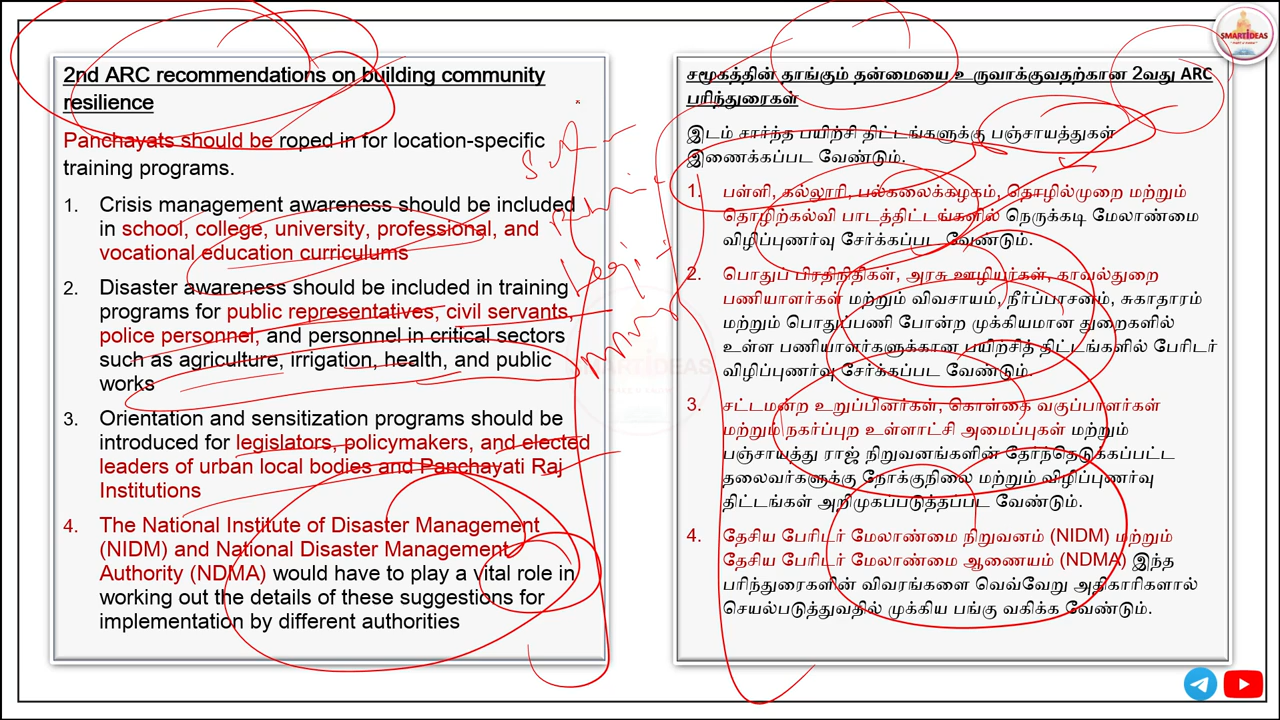 SMART IDEAS
2nd ARC recommendations on building community
resilience
Panchayats should be roped in for location-specific
training programs.
1. Crisis management awareness should be included
in school, college, university, professional, and
vocational education curriculums
2. Disaster awareness should be included in training
programs for public representatives, civil servants,
police personnel, and personnel in critical sectors
such as agriculture, irrigation, health, and public
works
3. Orientation and sensitization programs should be
introduced for legislators, policymakers, and elected
leaders of urban local bodies and Panchayati Raj
Institutions
4. The National Institute of Disaster Management
(NIDM) and National Disaster Management
Authority (NDMA) would have to play a vital role in
working out the details of these suggestions for
implementation by different authorities
சமூகத்தின் தாங்கும் தன்மையை உருவாக்குவதற்கான 2வது ARC
பரிந்துரைகள்
இடம் சார்ந்த பயிற்சி திட்டங்களுக்கு பஞ்சாயத்துகள்
இணைக்கப்பட வேண்டும்.
1. பள்ளி, கல்லூரி, பல்கலைக்கழகம், தொழில்முறை மற்றும்
தொழிற்கல்வி பாடத்திட்டங்களில் நெருக்கடி மேலாண்மை
விழிப்புணர்வு சேர்க்கப்பட வேண்டும்.
2. பொதுப் பிரதிநிதிகள், அரசு ஊழியர்கள், காவல்துறை
பணியாளர்கள் மற்றும் விவசாயம், நீர்ப்பாசனம், சுகாதாரம்
மற்றும் பொதுப்பணி போன்ற முக்கியமான துறைகளில்
உள்ள பணியாளர்களுக்கான பயிற்சித் திட்டங்களில் பேரிடர்
விழிப்புணர்வு சேர்க்கப்பட வேண்டும்.
3. சட்டமன்ற உறுப்பினர்கள், கொள்கை வகுப்பாளர்கள்
மற்றும் நகர்ப்புற உள்ளாட்சி அமைப்புகள் மற்றும்
பஞ்சாயத்து ராஜ் நிறுவனங்களின் தேர்ந்தெடுக்கப்பட்ட
தலைவர்களுக்கு நோக்குநிலை மற்றும் விழிப்புணர்வு
திட்டங்கள் அறிமுகப்படுத்தப்பட வேண்டும்.
4. தேசிய பேரிடர் மேலாண்மை நிறுவனம் (NIDM) மற்றும்
தேசிய பேரிடர் மேலாண்மை ஆணையம் (NDMA) இந்த
பரிந்துரைகளின் விவரங்களை வெவ்வேறு அதிகாரிகளால்
செயல்படுத்துவதில் முக்கிய பங்கு வகிக்க வேண்டும்.